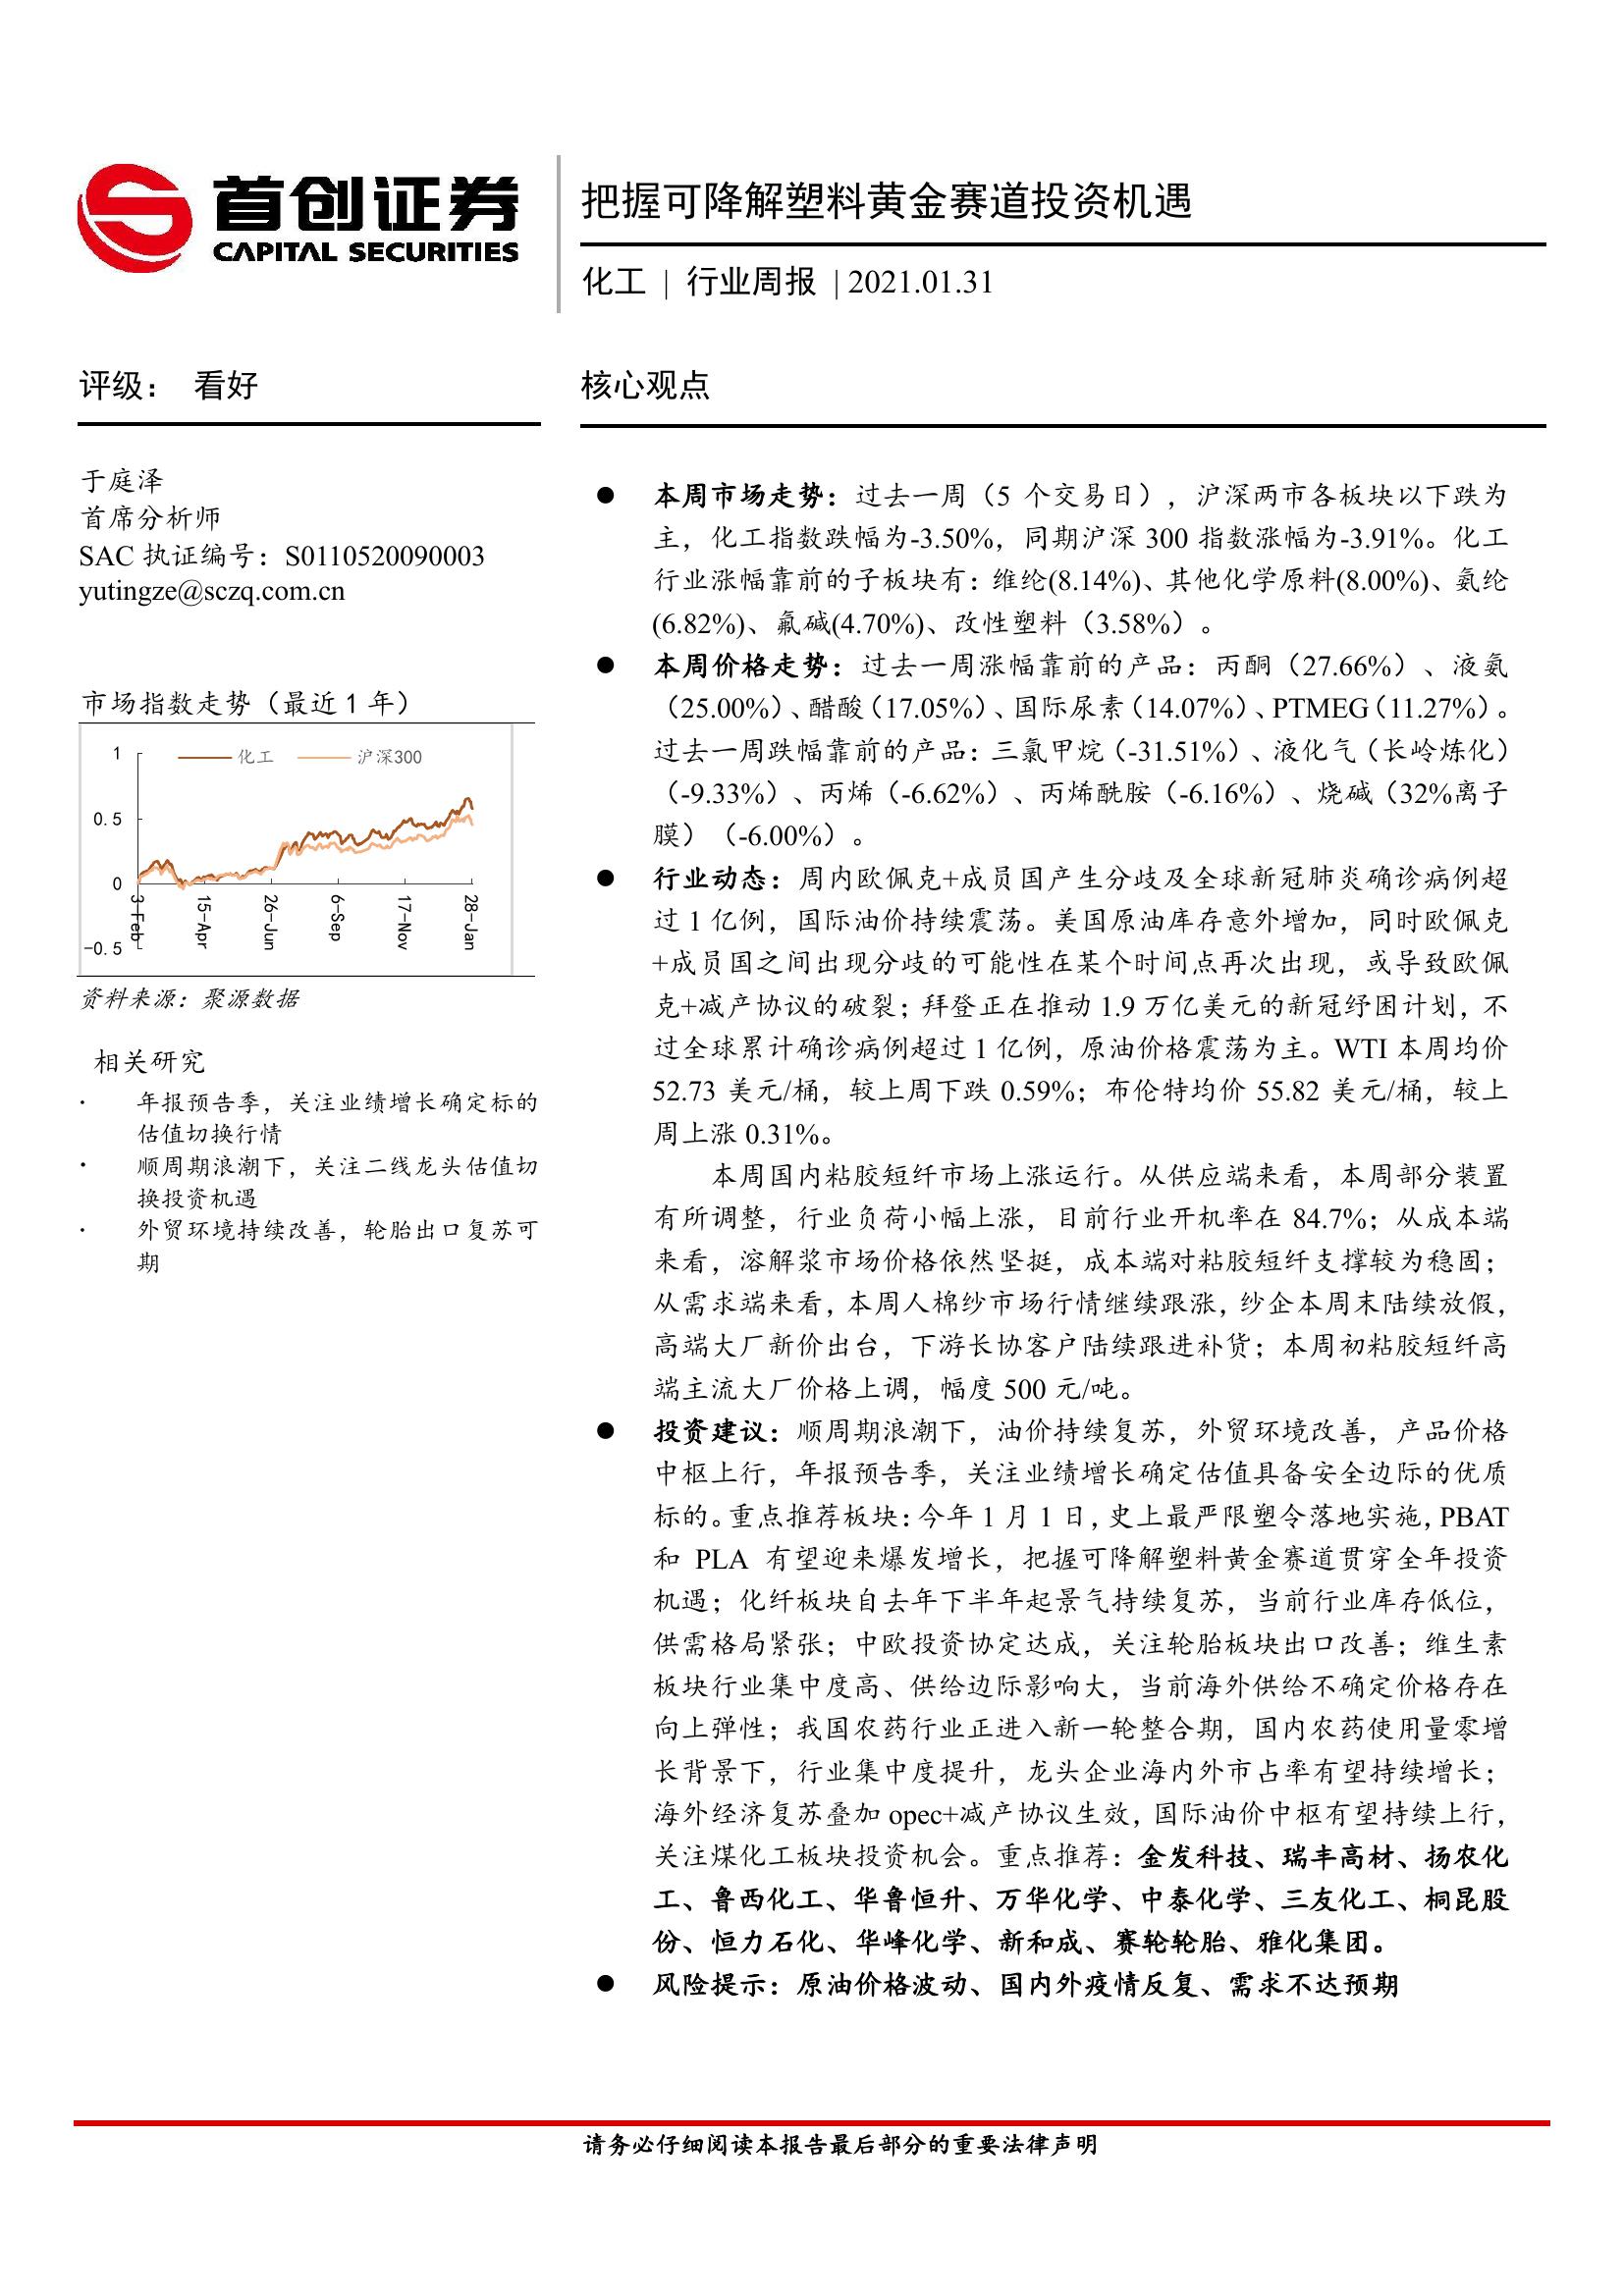 首创证券
CAPITAL SECURITIES
把握可降解塑料黄金赛道投资机遇
化工 | 行业周报 | 2021.01.31
评级： 看好
于庭泽
首席分析师
SAC 执证编号：S0110520090003
yutingze@sczq.com.cn
市场指数走势（最近 1 年）
化工 沪深300
1
0.5
0
-0.5
3-Feb
15-Apr
26-Jun
6-Sep
17-Nov
28-Jan
资料来源：聚源数据
相关研究
· 年报预告季，关注业绩增长确定标的
估值切换行情
· 顺周期浪潮下，关注二线龙头估值切
换投资机遇
· 外贸环境持续改善，轮胎出口复苏可
期
核心观点
● 本周市场走势：过去一周（5 个交易日），沪深两市各板块以下跌为
主，化工指数跌幅为-3.50%，同期沪深 300 指数涨幅为-3.91%。化工
行业涨幅靠前的子板块有：维纶(8.14%)、其他化学原料(8.00%)、氨纶
(6.82%)、氟碱(4.70%)、改性塑料（3.58%）。
● 本周价格走势：过去一周涨幅靠前的产品：丙酮（27.66%）、液氨
（25.00%）、醋酸（17.05%）、国际尿素（14.07%）、PTMEG（11.27%）。
过去一周跌幅靠前的产品：三氯甲烷（-31.51%）、液化气（长岭炼化）
（-9.33%）、丙烯（-6.62%）、丙烯酰胺（-6.16%）、烧碱（32%离子
膜）（-6.00%）。
● 行业动态：周内欧佩克+成员国产生分歧及全球新冠肺炎确诊病例超
过 1 亿例，国际油价持续震荡。美国原油库存意外增加，同时欧佩克
+成员国之间出现分歧的可能性在某个时间点再次出现，或导致欧佩
克+减产协议的破裂；拜登正在推动 1.9 万亿美元的新冠纾困计划，不
过全球累计确诊病例超过 1 亿例，原油价格震荡为主。WTI 本周均价
52.73 美元/桶，较上周下跌 0.59%；布伦特均价 55.82 美元/桶，较上
周上涨 0.31%。
本周国内粘胶短纤市场上涨运行。从供应端来看，本周部分装置
有所调整，行业负荷小幅上涨，目前行业开机率在 84.7%；从成本端
来看，溶解浆市场价格依然坚挺，成本端对粘胶短纤支撑较为稳固；
从需求端来看，本周人棉纱市场行情继续跟涨，纱企本周末陆续放假，
高端大厂新价出台，下游长协客户陆续跟进补货；本周初粘胶短纤高
端主流大厂价格上调，幅度 500 元/吨。
● 投资建议：顺周期浪潮下，油价持续复苏，外贸环境改善，产品价格
中枢上行，年报预告季，关注业绩增长确定估值具备安全边际的优质
标的。重点推荐板块：今年 1 月 1 日，史上最严限塑令落地实施，PBAT
和 PLA 有望迎来爆发增长，把握可降解塑料黄金赛道贯穿全年投资
机遇；化纤板块自去年下半年起景气持续复苏，当前行业库存低位，
供需格局紧张；中欧投资协定达成，关注轮胎板块出口改善；维生素
板块行业集中度高、供给边际影响大，当前海外供给不确定价格存在
向上弹性；我国农药行业正进入新一轮整合期，国内农药使用量零增
长背景下，行业集中度提升，龙头企业海内外市占率有望持续增长；
海外经济复苏叠加 opec+减产协议生效，国际油价中枢有望持续上行，
关注煤化工板块投资机会。重点推荐：金发科技、瑞丰高材、扬农化
工、鲁西化工、华鲁恒升、万华化学、中泰化学、三友化工、桐昆股
份、恒力石化、华峰化学、新和成、赛轮轮胎、雅化集团。
● 风险提示：原油价格波动、国内外疫情反复、需求不达预期
请务必仔细阅读本报告最后部分的重要法律声明